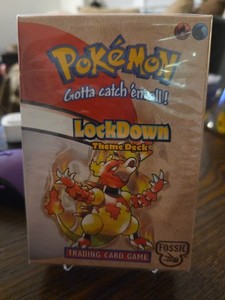 POKéMON
Gotta catch 'em all!
LockDown
Theme Deck
TRADING CARD GAME
FOSSIL